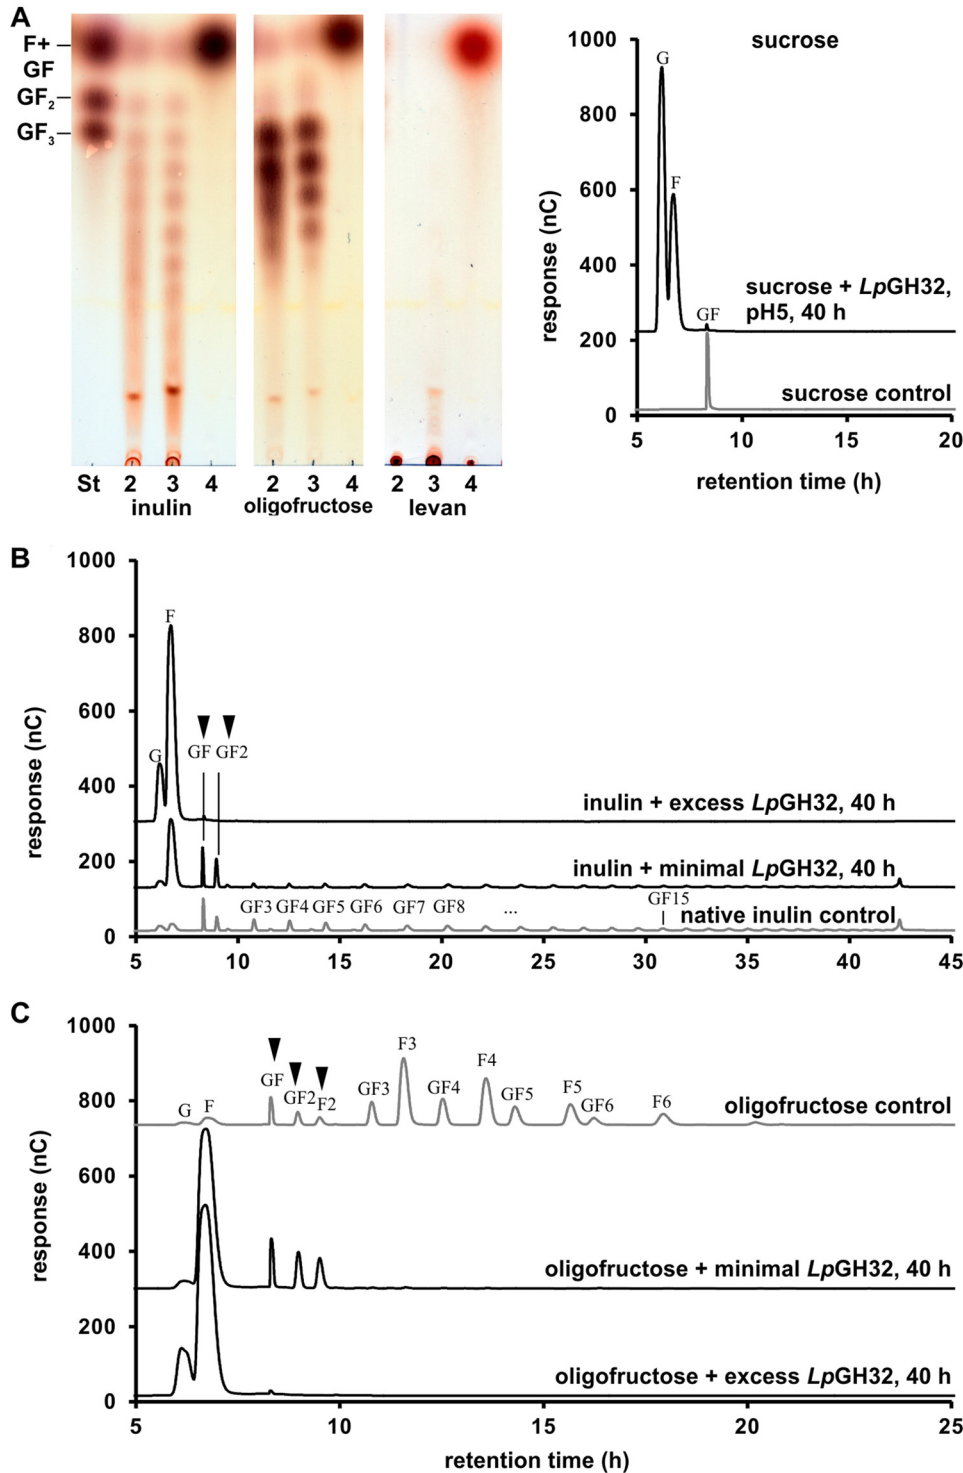 A
F+
GF
GF2
GF3
St 2 3 4 2 3 4 2 3 4
inulin oligofructose levan
sucrose
1000
800
600
400
200
0
response (nC)
G
F
GF
sucrose + LpGH32,
pH5, 40 h
sucrose control
5 10 15 20
retention time (h)
B
1000
800
600
400
200
0
response (nC)
F
G
GF GF2
inulin + excess LpGH32, 40 h
inulin + minimal LpGH32, 40 h
GF3 GF4 GF5 GF6 GF7 GF8 ... GF15
native inulin control
5 10 15 20 25 30 35 40 45
C
1000
800
600
400
200
0
response (nC)
G F GF GF2 F2 GF3 F3 GF4 F4 GF5 F5 GF6 F6
oligofructose control
oligofructose + minimal LpGH32, 40 h
oligofructose + excess LpGH32, 40 h
5 10 15 20 25
retention time (h)